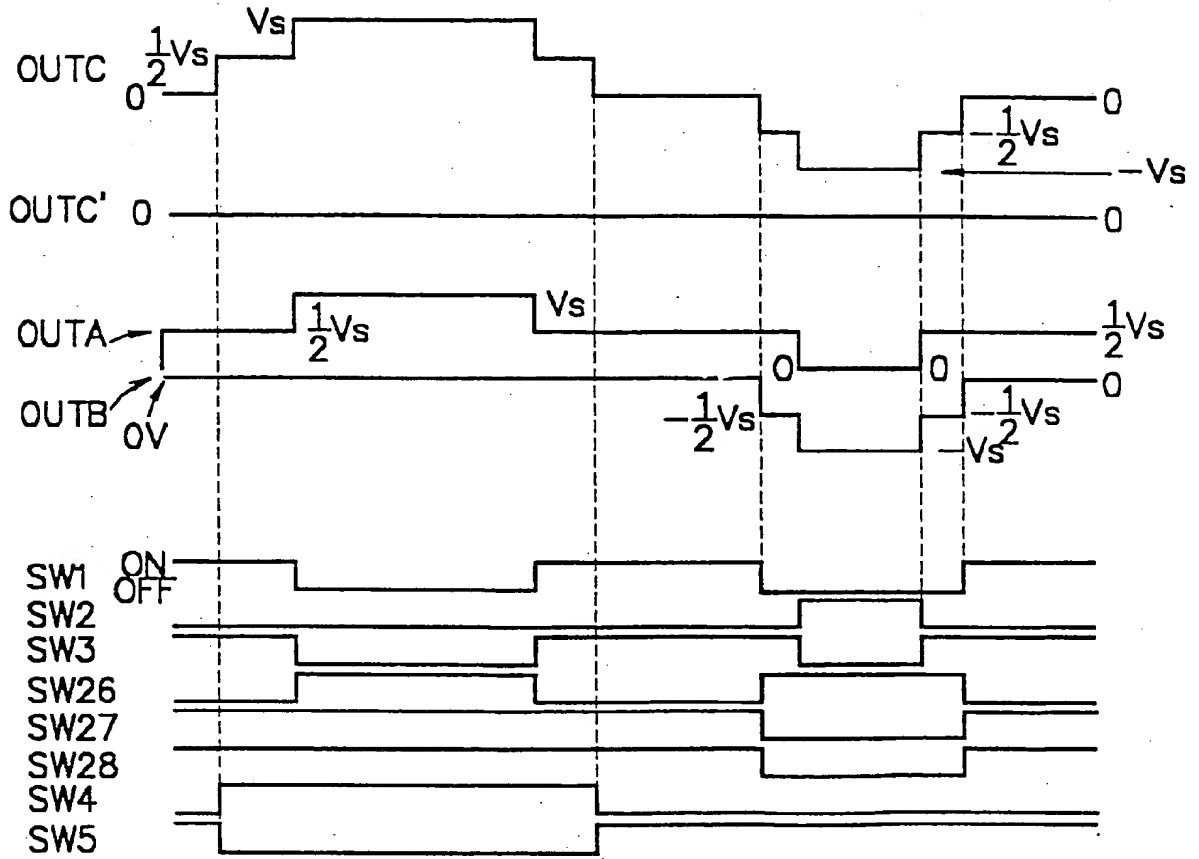 Vs
OUTC 1/2Vs
0 0
-1/2Vs
-Vs
OUTC' 0 0
OUTA 1/2Vs Vs 1/2Vs
0 0
OUTB 0V 0
-1/2Vs -1/2Vs
-Vs
SW1 ON
OFF
SW2
SW3
SW26
SW27
SW28
SW4
SW5